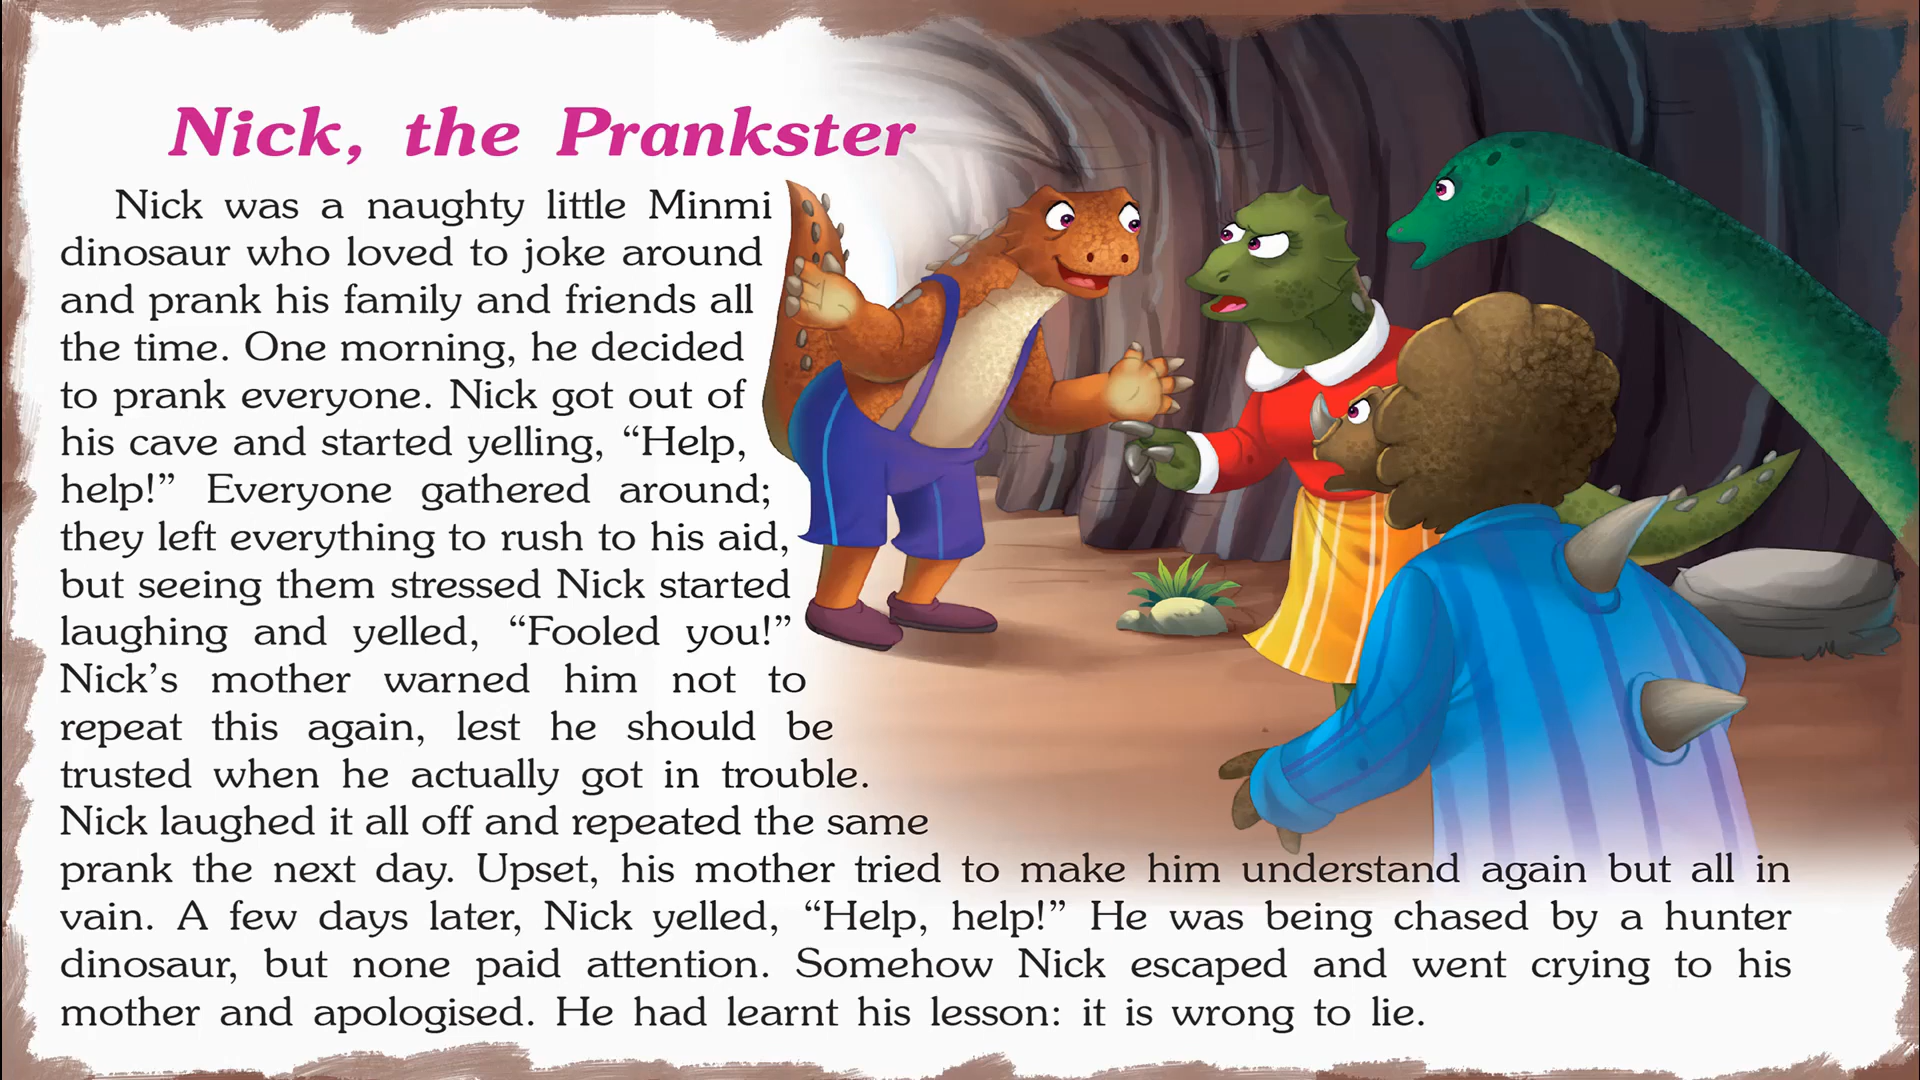 Nick, the Prankster
Nick was a naughty little Minmi
dinosaur who loved to joke around
and prank his family and friends all
the time. One morning, he decided
to prank everyone. Nick got out of
his cave and started yelling, “Help,
help!” Everyone gathered around;
they left everything to rush to his aid,
but seeing them stressed Nick started
laughing and yelled, “Fooled you!”
Nick’s mother warned him not to
repeat this again, lest he should be
trusted when he actually got in trouble.
Nick laughed it all off and repeated the same
prank the next day. Upset, his mother tried to make him understand again but all in
vain. A few days later, Nick yelled, “Help, help!” He was being chased by a hunter
dinosaur, but none paid attention. Somehow Nick escaped and went crying to his
mother and apologised. He had learnt his lesson: it is wrong to lie.